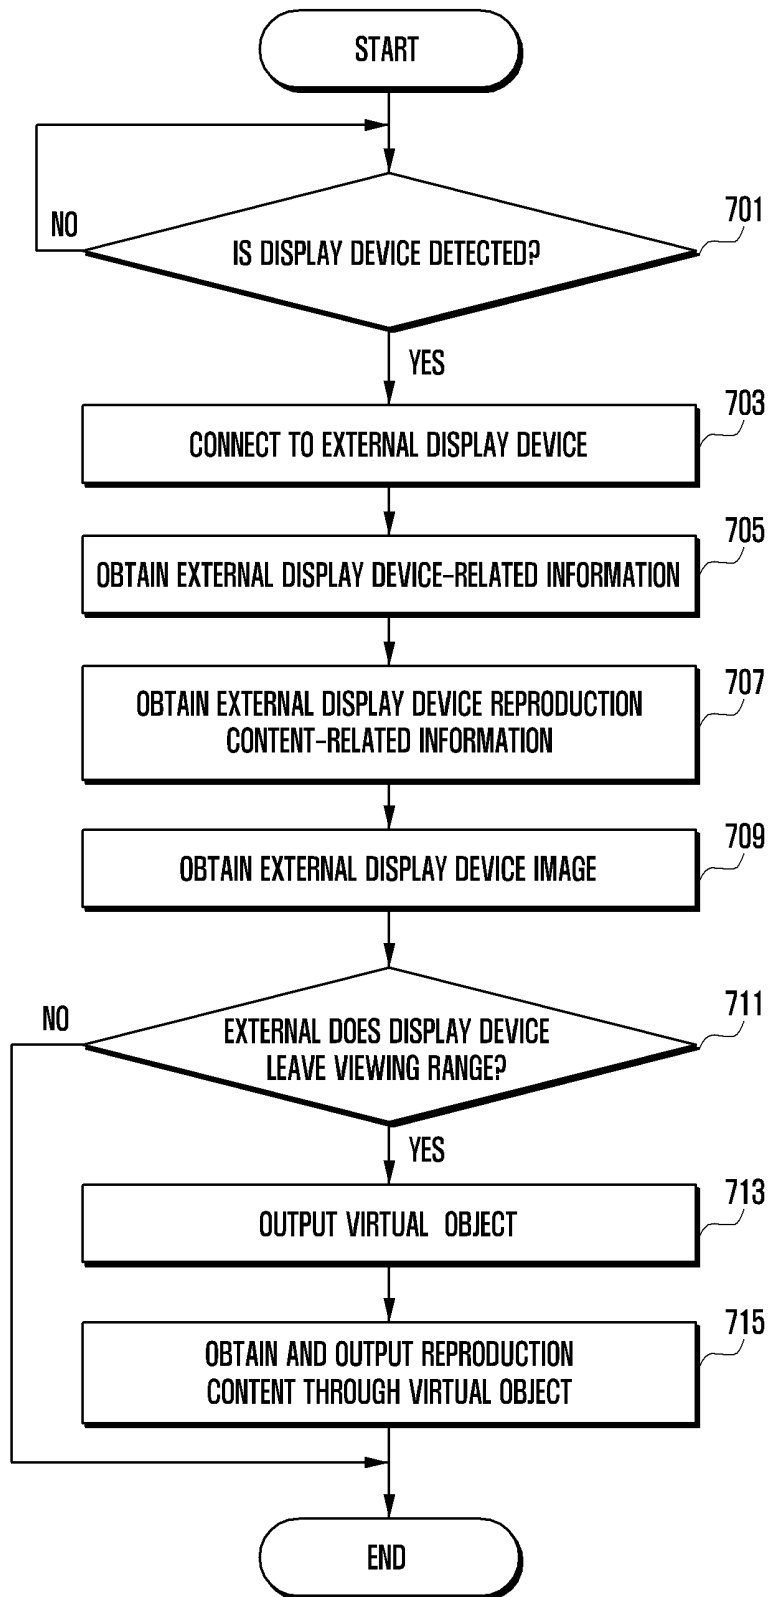 START
NO
701
IS DISPLAY DEVICE DETECTED?
YES
703
CONNECT TO EXTERNAL DISPLAY DEVICE
705
OBTAIN EXTERNAL DISPLAY DEVICE-RELATED INFORMATION
707
OBTAIN EXTERNAL DISPLAY DEVICE REPRODUCTION
CONTENT-RELATED INFORMATION
709
OBTAIN EXTERNAL DISPLAY DEVICE IMAGE
NO
711
EXTERNAL DOES DISPLAY DEVICE
LEAVE VIEWING RANGE?
YES
713
OUTPUT VIRTUAL OBJECT
715
OBTAIN AND OUTPUT REPRODUCTION
CONTENT THROUGH VIRTUAL OBJECT
END